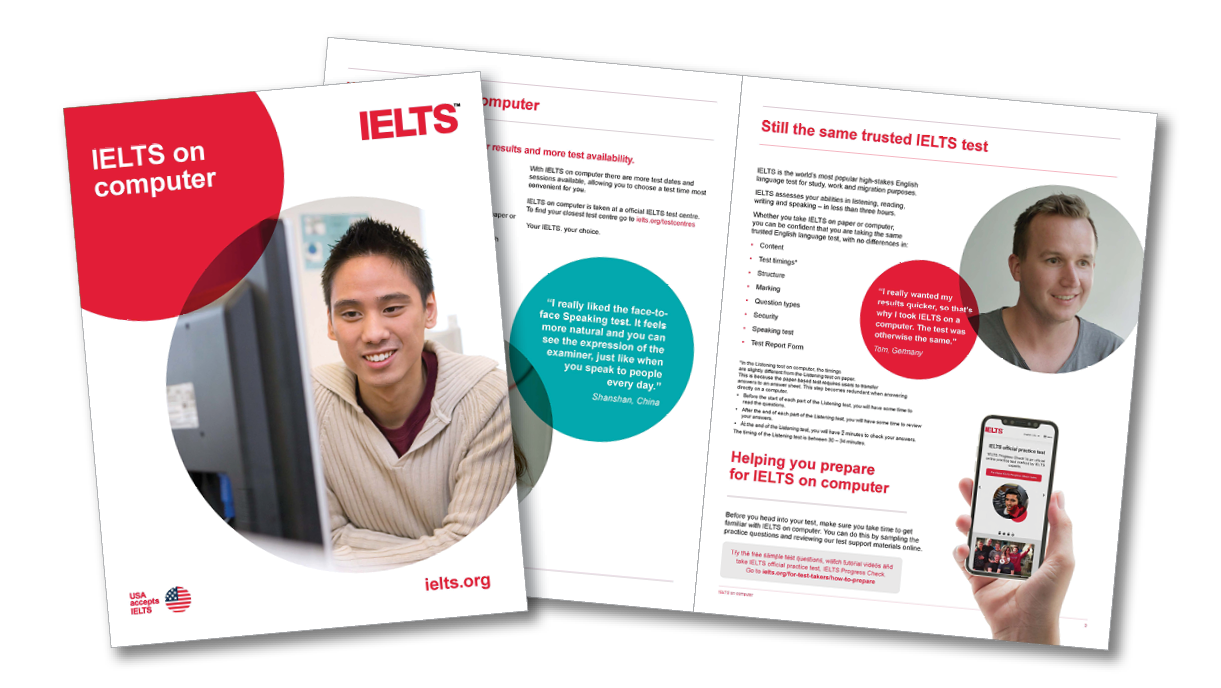 IELTS on
computer
IELTS™
USA
accepts
IELTS
ielts.org
omputer
r results and more test availability.
With IELTS on computer there are more test dates and
sessions available, allowing you to choose a test time most
convenient for you.
IELTS on computer is taken at a official IELTS test centre.
To find your closest test centre go to ielts.org/testcentres
Your IELTS. your choice.
paper or
"I really liked the face-to-
face Speaking test. It feels
more natural and you can
see the expression of the
examiner, just like when
you speak to people
every day."
Shanshan, China
Still the same trusted IELTS test
IELTS is the world's most popular high-stakes English
language test for study, work and migration purposes.
IELTS assesses your abilities in listening, reading,
writing and speaking – in less than three hours.
Whether you take IELTS on paper or computer,
you can be confident that you are taking the same
trusted English language test, with no differences in:
• Content
• Test timings*
• Structure
• Marking
• Question types
• Security
• Speaking test
• Test Report Form
"I really wanted my
results quicker, so that's
why I took IELTS on a
computer. The test was
otherwise the same."
Tom, Germany
*In the Listening test on computer, the timings
are slightly different from the Listening test on paper.
This is because the paper based test requires users to transfer
answers to an answer sheet. This step becomes redundant when answering
directly on a computer.
• Before the start of each part of the Listening test, you will have some time to
read the questions.
• After the end of each part of the Listening test, you will have some time to review
your answers.
• At the end of the Listening test, you will have 2 minutes to check your answers.
The timing of the Listening test is between 30 – 34 minutes.
Helping you prepare
for IELTS on computer
Before you head into your test, make sure you take time to get
familiar with IELTS on computer. You can do this by sampling the
practice questions and reviewing our test support materials online.
Try the free sample test questions, watch tutorial videos and
take IELTS official practice test, IELTS Progress Check.
Go to ielts.org/for-test-takers/how-to-prepare
IELTS on computer
IELTS
IELTS official practice test